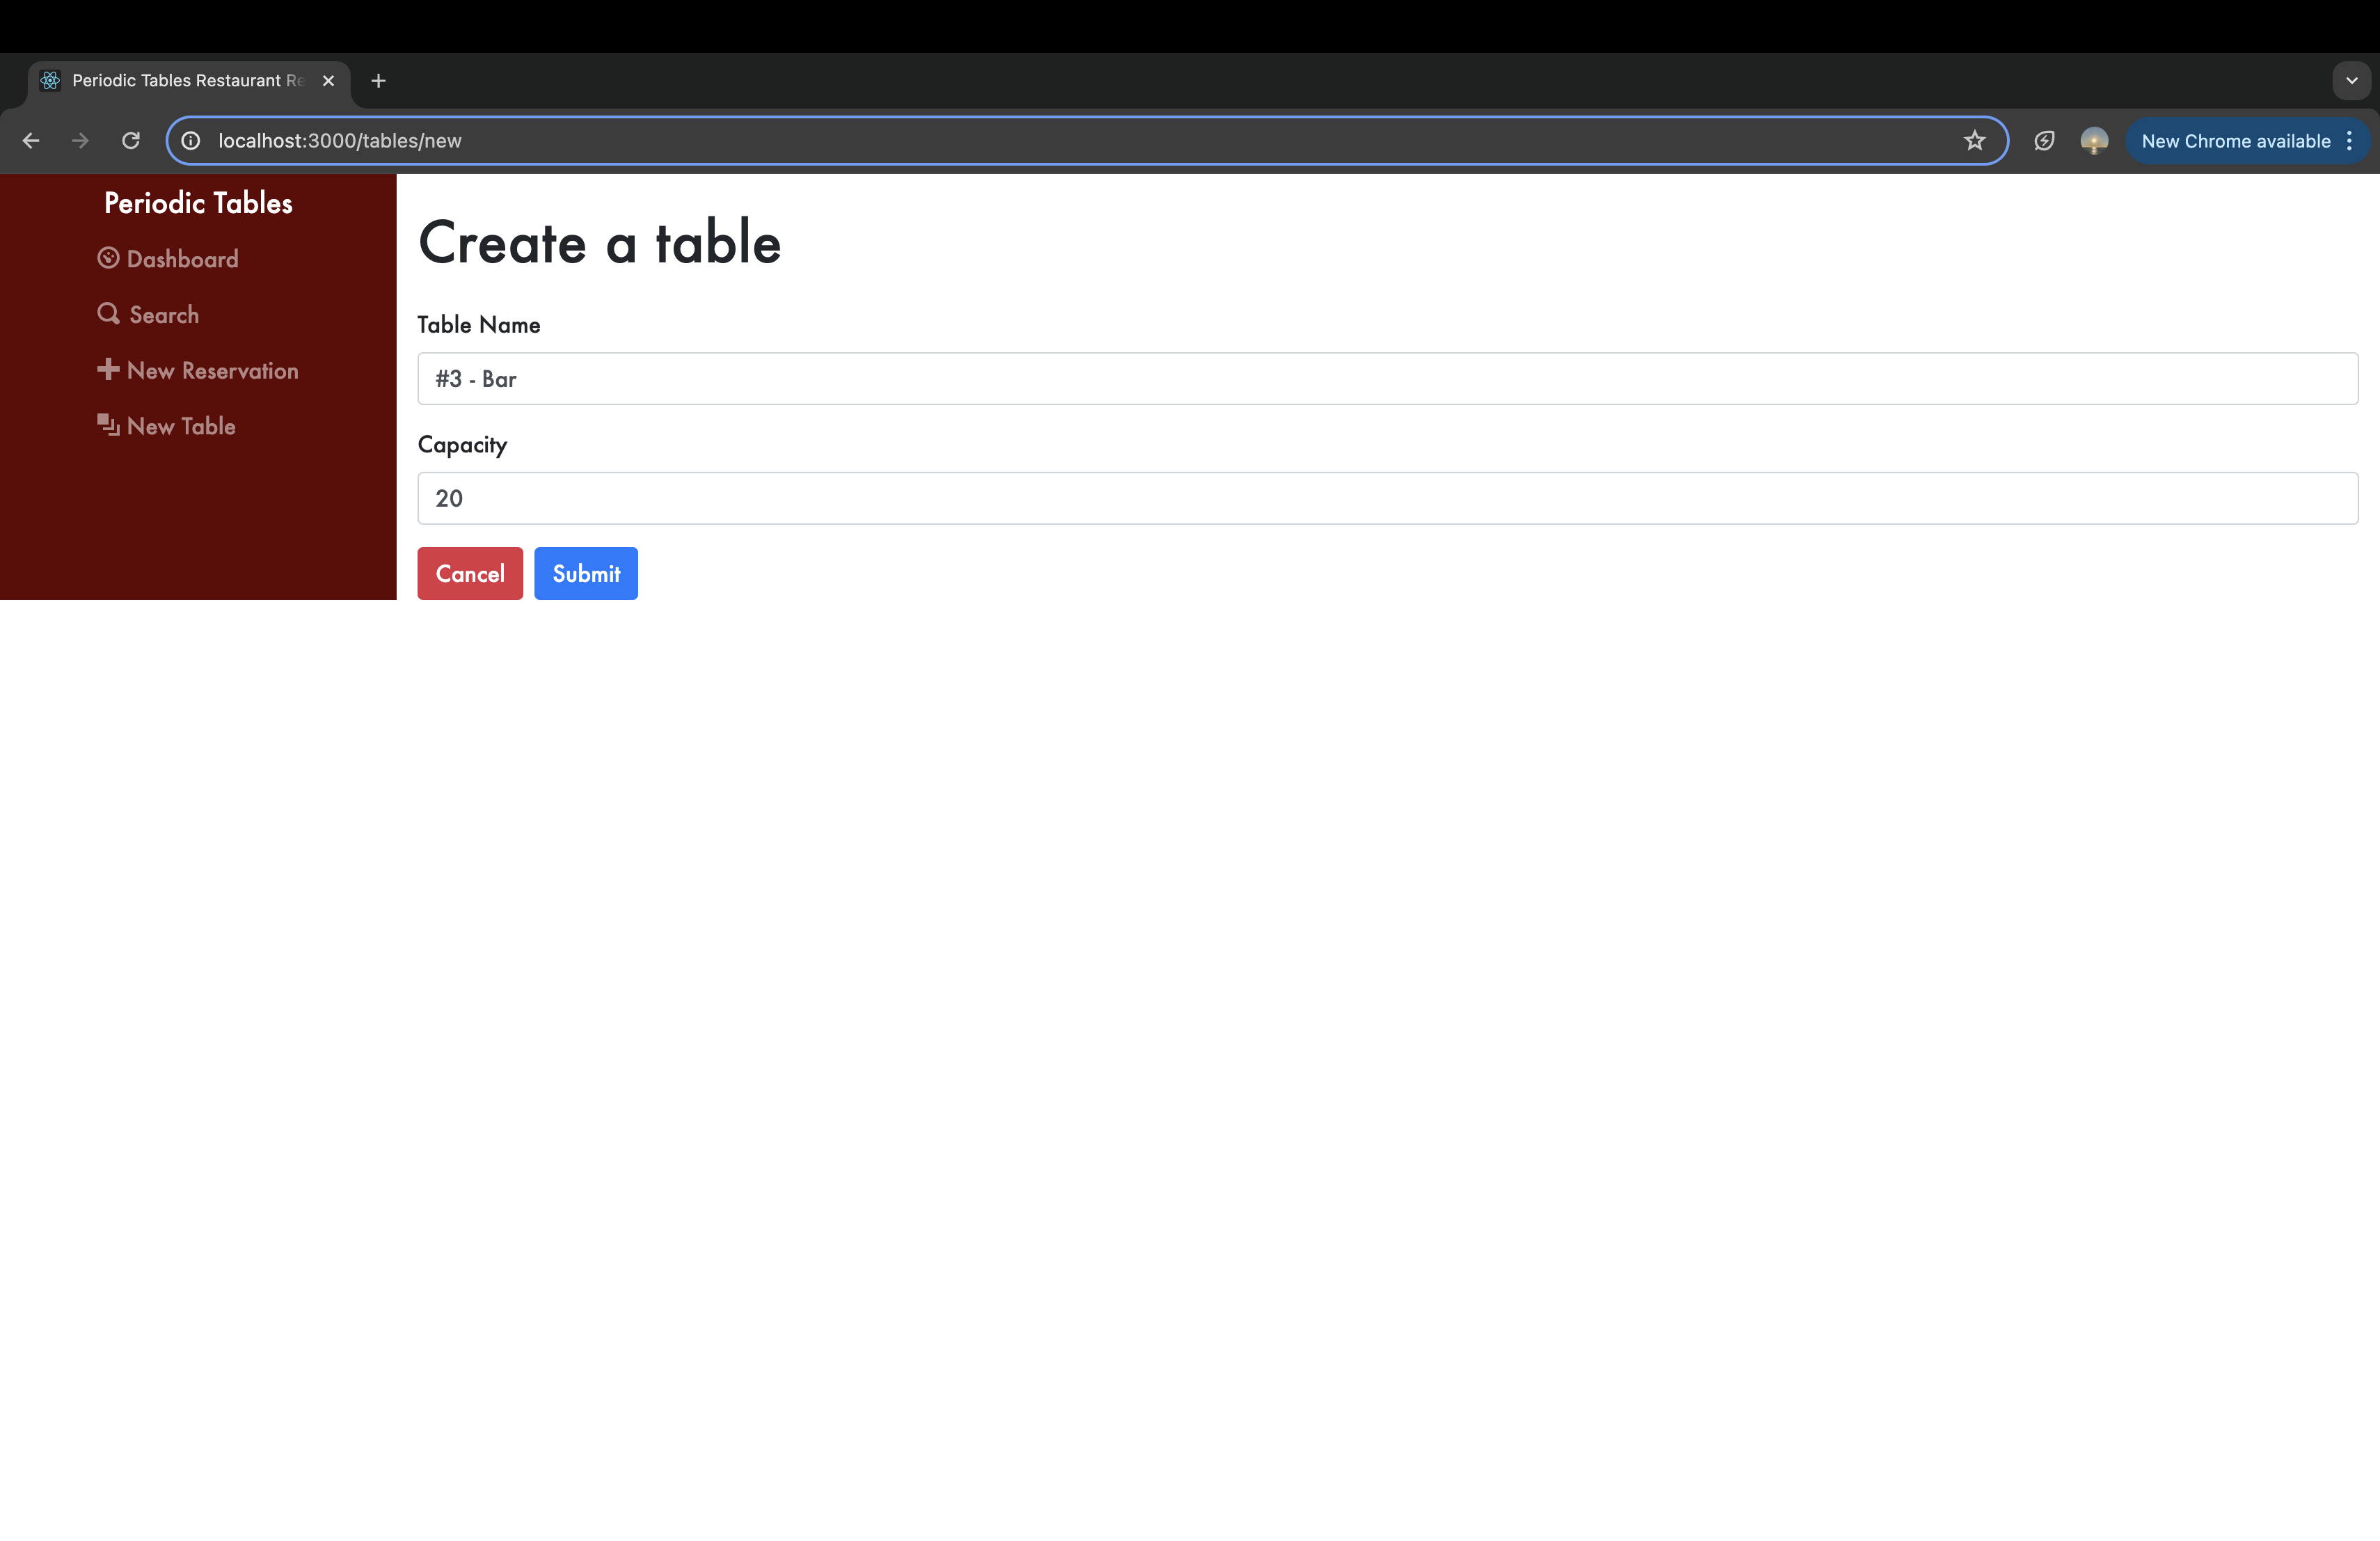 Periodic Tables Restaurant Re
localhost:3000/tables/new
New Chrome available
Periodic Tables
Dashboard
Search
New Reservation
New Table
Create a table
Table Name
#3 - Bar
Capacity
20
Cancel Submit